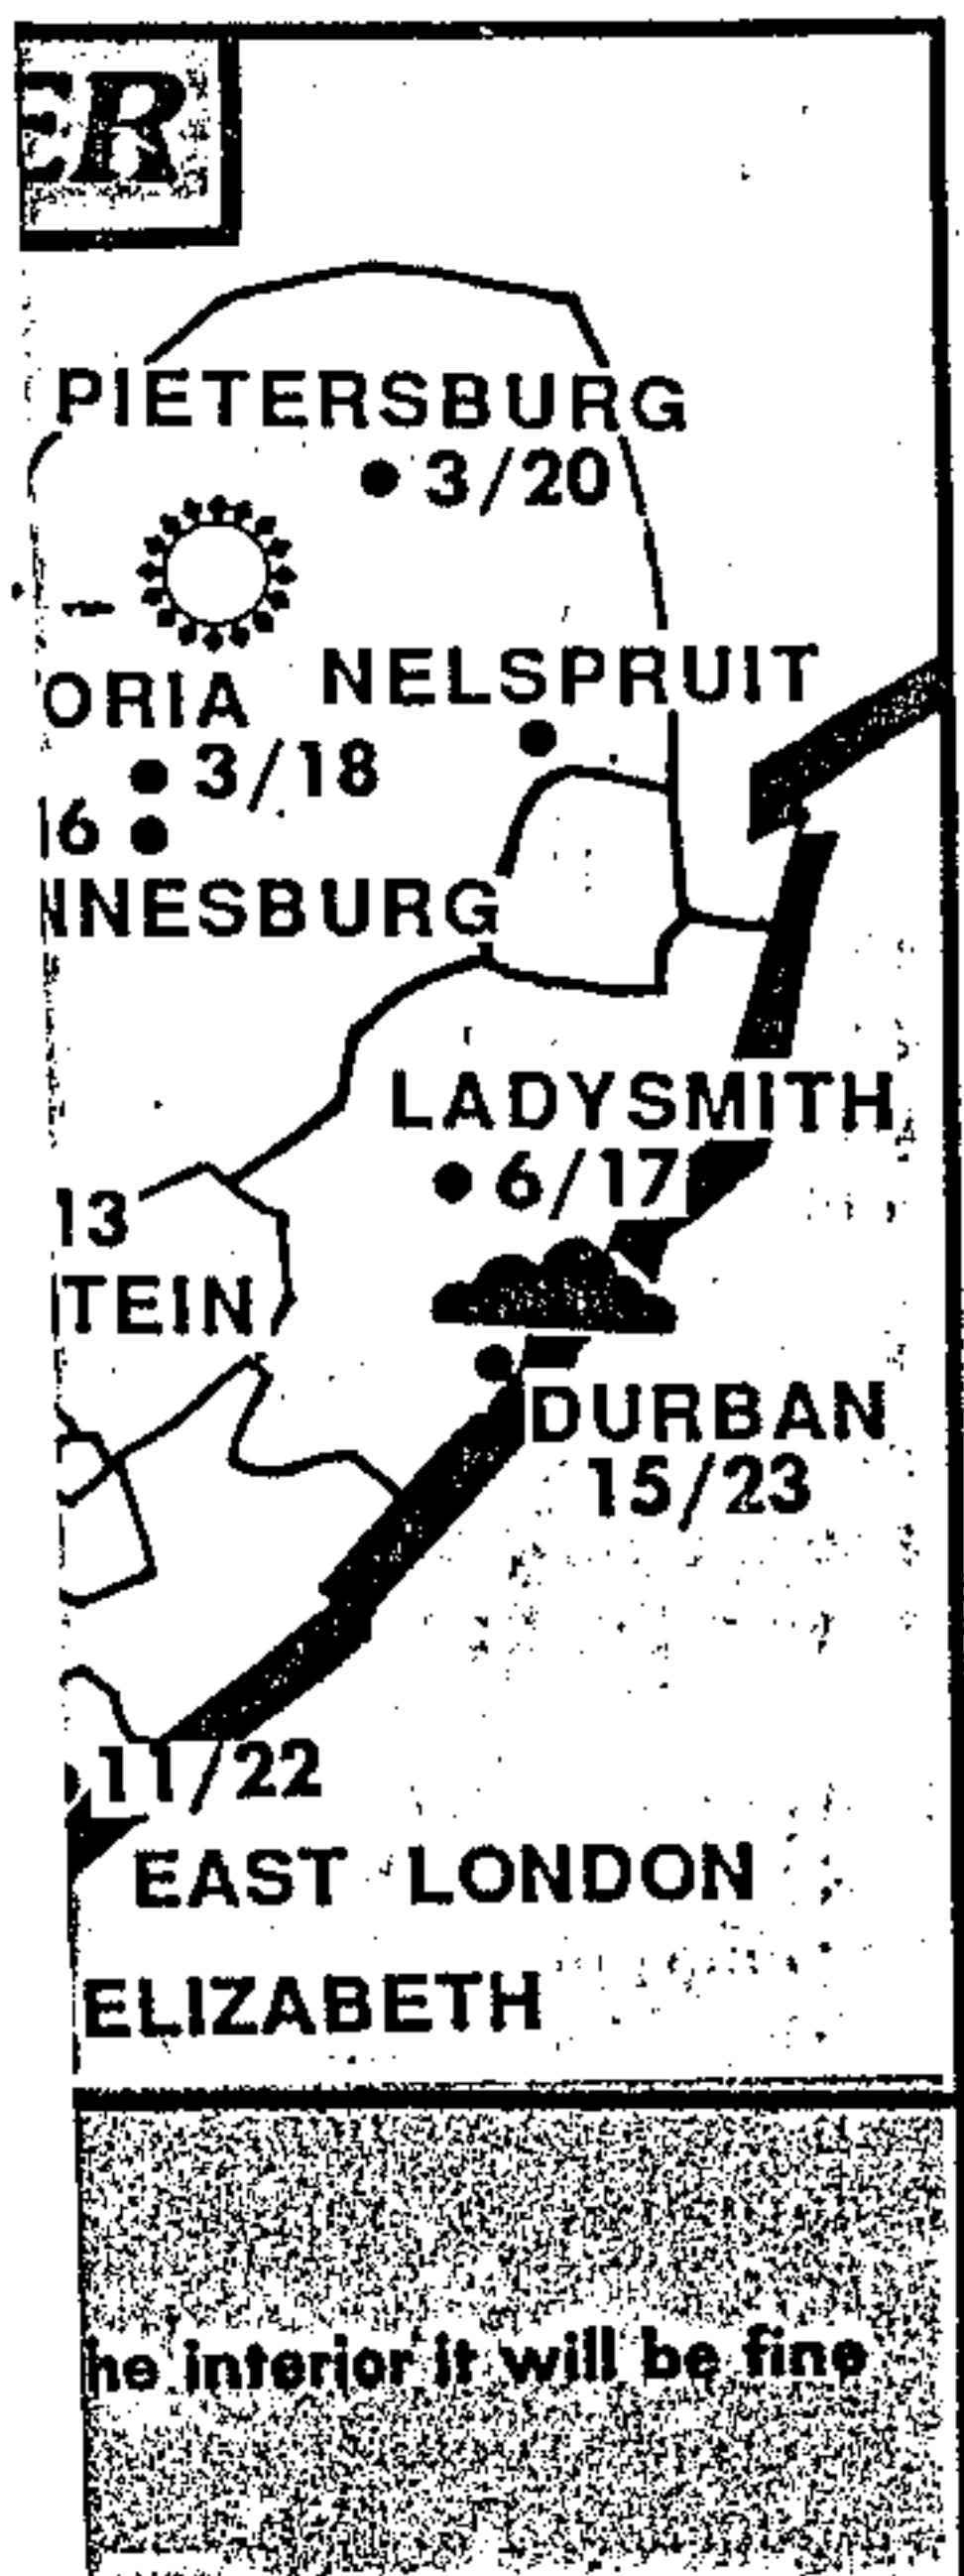 ER
PIETERSBURG
3/20
NELSPRUIT
ORIA
3/18
16
NNESBURG
LADYSMITH
6/17
13
TEIN
DURBAN
15/23
11/22
EAST LONDON
ELIZABETH
he interior it will be fine